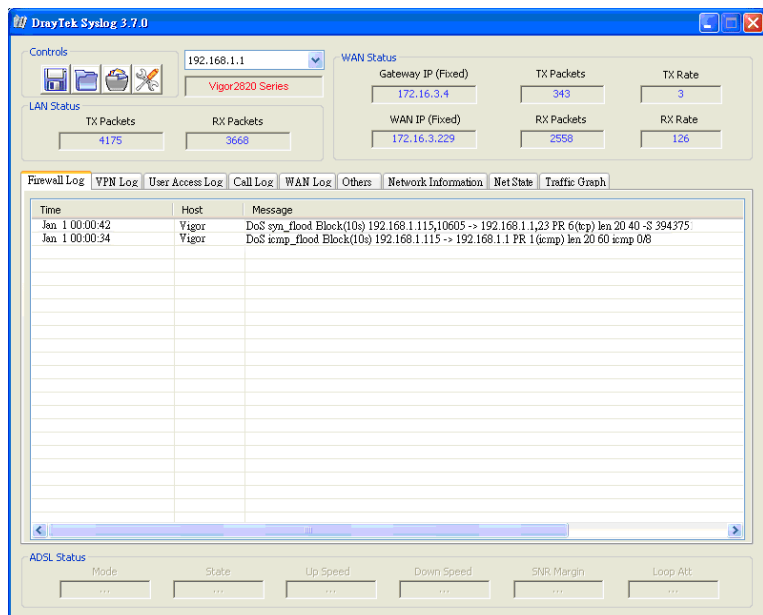 DrayTek Syslog 3.7.0
Controls
192.168.1.1
Vigor2820 Series
WAN Status
Gateway IP (Fixed) TX Packets TX Rate
172.16.3.4 343 3
WAN IP (Fixed) RX Packets RX Rate
172.16.3.229 2558 126
LAN Status
TX Packets RX Packets
4175 3668
Firewall Log VPN Log User Access Log Call Log WAN Log Others Network Information Net State Traffic Graph
Time Host Message
Jan 1 00:00:42 Vigor DoS syn_flood Block(10s) 192.168.1.115,10605 -> 192.168.1.1,23 PR 6(tcp) len 20 40 -S 394375
Jan 1 00:00:34 Vigor DoS icmp_flood Block(10s) 192.168.1.115 -> 192.168.1.1 PR 1(icmp) len 20 60 icmp 0/8
ADSL Status
Mode State Up Speed Down Speed SNR Margin Loop Att
... ... ... ... ... ...